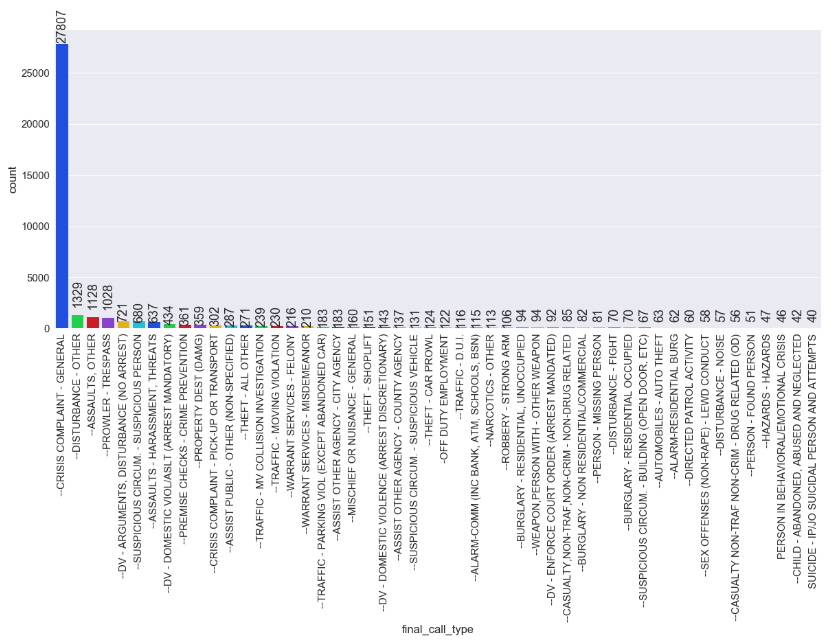 count
25000
20000
15000
10000
5000
0
27807
1329
1128
1028
721
680
637
434
361
359
302
287
271
239
230
216
210
183
183
160
151
143
137
131
124
122
116
115
113
106
94
94
92
85
82
81
70
70
67
63
62
60
58
57
56
51
47
46
42
40
--CRISIS COMPLAINT - GENERAL
--DISTURBANCE - OTHER
--ASSAULTS, OTHER
--PROWLER - TRESPASS
--DV - ARGUMENTS, DISTURBANCE (NO ARREST)
--SUSPICIOUS CIRCUM. - SUSPICIOUS PERSON
--ASSAULTS - HARASSMENT, THREATS
--DV - DOMESTIC VIOL/ASLT (ARREST MANDATORY)
--PREMISE CHECKS - CRIME PREVENTION
--PROPERTY DEST (DAMG)
--CRISIS COMPLAINT - PICK-UP OR TRANSPORT
--ASSIST PUBLIC - OTHER (NON-SPECIFIED)
--THEFT - ALL OTHER
--TRAFFIC - MV COLLISION INVESTIGATION
--TRAFFIC - MOVING VIOLATION
--WARRANT SERVICES - FELONY
--WARRANT SERVICES - MISDEMEANOR
--TRAFFIC - PARKING VIOL (EXCEPT ABANDONED CAR)
--ASSIST OTHER AGENCY - CITY AGENCY
--MISCHIEF OR NUISANCE - GENERAL
--THEFT - SHOPLIFT
--DV - DOMESTIC VIOLENCE (ARREST DISCRETIONARY)
--ASSIST OTHER AGENCY - COUNTY AGENCY
--SUSPICIOUS CIRCUM. - SUSPICIOUS VEHICLE
--THEFT - CAR PROWL
-OFF DUTY EMPLOYMENT
--TRAFFIC - D.U.I.
--ALARM-COMM (INC BANK, ATM, SCHOOLS, BSN)
--NARCOTICS - OTHER
--ROBBERY - STRONG ARM
--BURGLARY - RESIDENTIAL, UNOCCUPIED
--WEAPON,PERSON WITH - OTHER WEAPON
--DV - ENFORCE COURT ORDER (ARREST MANDATED)
--CASUALTY,NON-TRAF,NON-CRIM - NON-DRUG RELATED
--BURGLARY - NON RESIDENTIAL/COMMERCIAL
--PERSON - MISSING PERSON
--DISTURBANCE - FIGHT
--BURGLARY - RESIDENTIAL OCCUPIED
--SUSPICIOUS CIRCUM. - BUILDING (OPEN DOOR, ETC)
--AUTOMOBILES - AUTO THEFT
--ALARM-RESIDENTIAL BURG
--DIRECTED PATROL ACTIVITY
--SEX OFFENSES (NON-RAPE) - LEWD CONDUCT
--DISTURBANCE - NOISE
--CASUALTY NON-TRAF NON-CRIM - DRUG RELATED (OD)
--PERSON - FOUND PERSON
--HAZARDS - HAZARDS
PERSON IN BEHAVIORAL/EMOTIONAL CRISIS
--CHILD - ABANDONED, ABUSED AND NEGLECTED
SUICIDE - IP/JO SUICIDAL PERSON AND ATTEMPTS
final_call_type